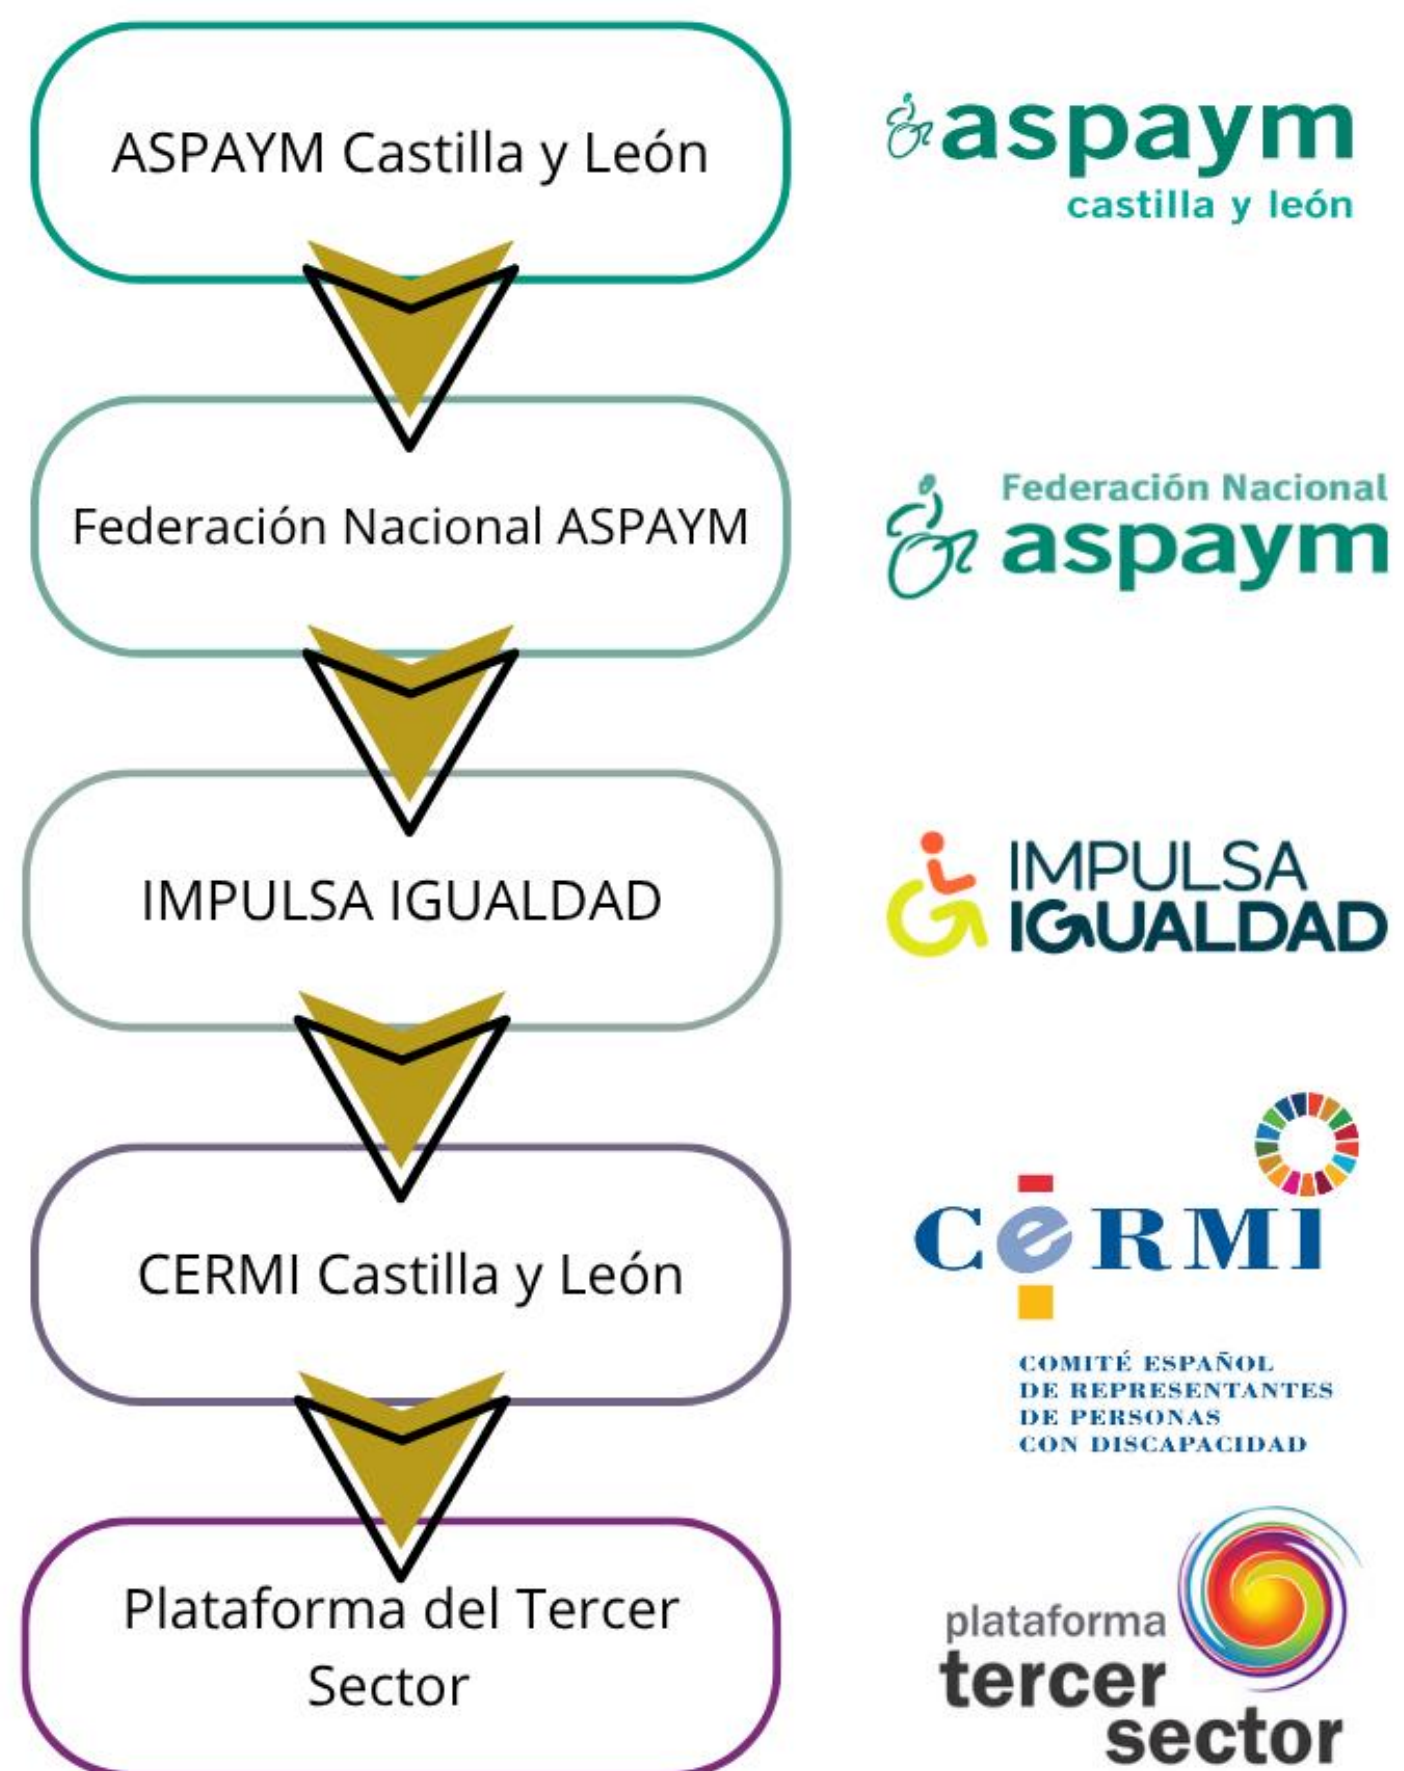 ASPAYM Castilla y León
aspaym
castilla y león
Federación Nacional ASPAYM
Federación Nacional
aspaym
IMPULSA IGUALDAD
IMPULSA
IGUALDAD
CERMI Castilla y León
CeRMI
COMITÉ ESPAÑOL
DE REPRESENTANTES
DE PERSONAS
CON DISCAPACIDAD
Plataforma del Tercer
Sector
plataforma
tercer
sector